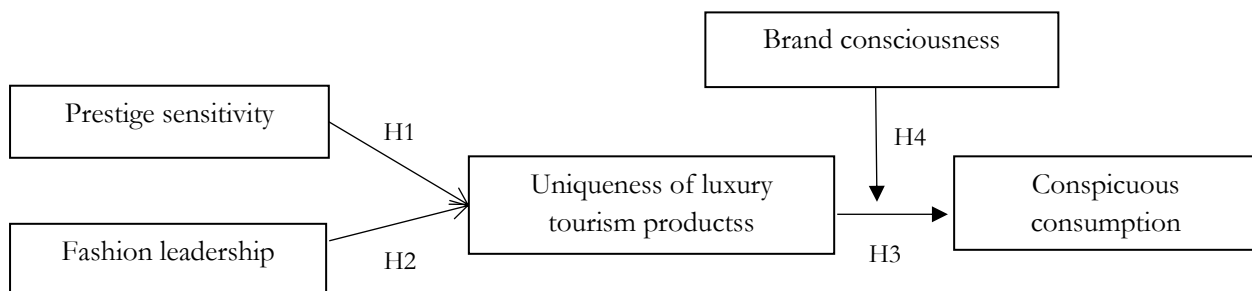 Brand consciousness
Prestige sensitivity
H1
H4
Uniqueness of luxury
tourism productss
Conspicuous
consumption
Fashion leadership
H2
H3